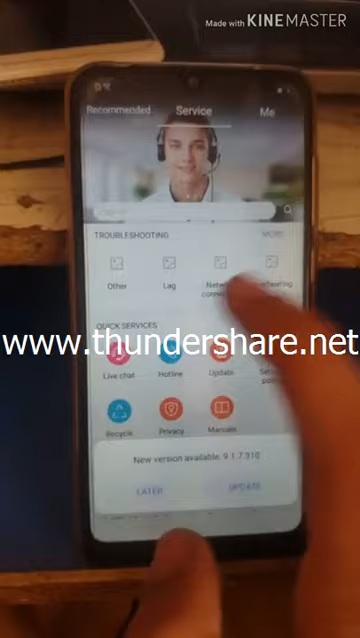 Made with KINEMASTER
Recommended Service Me
TROUBLESHOOTING MORE
Other Lag
QUICK SERVICES
www.thundershare.net
Live chat Hotline Update
Recycle Privacy Manuals
New version available: 9.1.7.310
LATER UPDATE